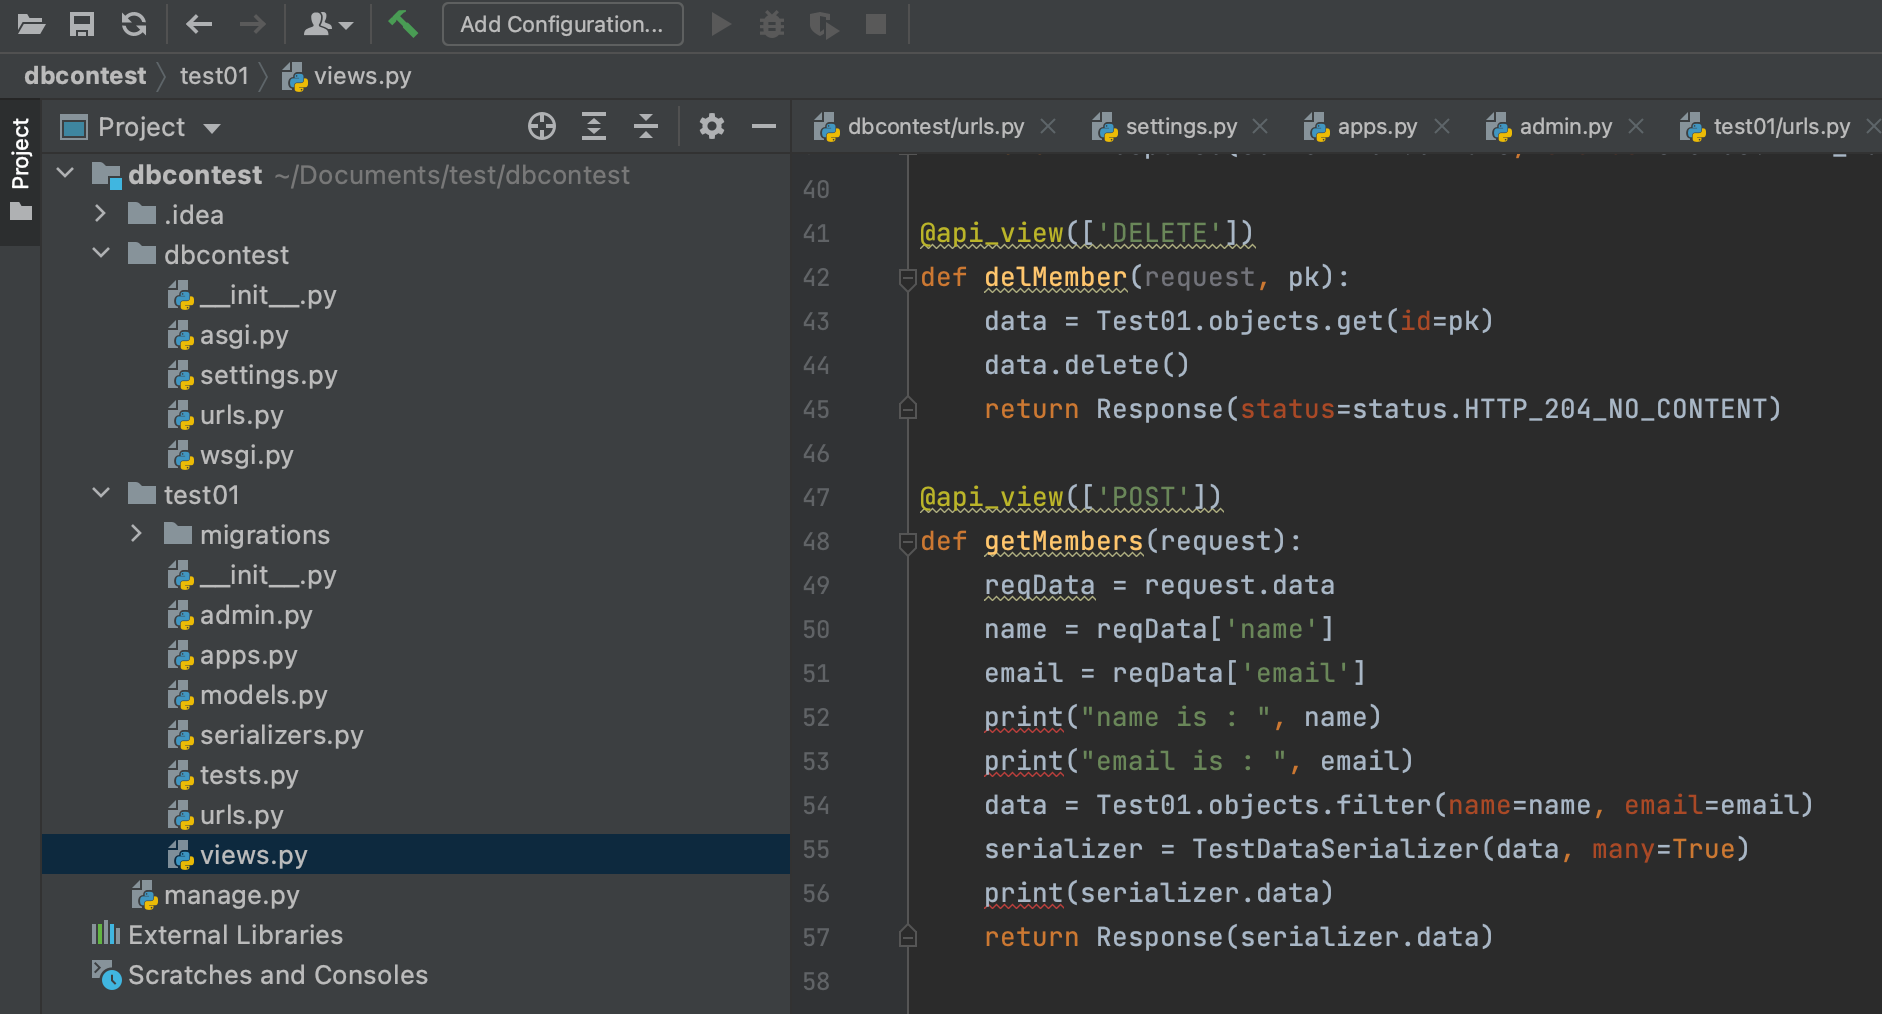 Add Configuration...
dbcontest test01 views.py
Project
Project
dbcontest ~/Documents/test/dbcontest
.idea
dbcontest
__init__.py
asgi.py
settings.py
urls.py
wsgi.py
test01
migrations
__init__.py
admin.py
apps.py
models.py
serializers.py
tests.py
urls.py
views.py
manage.py
External Libraries
Scratches and Consoles
dbcontest/urls.py settings.py apps.py admin.py test01/urls.py
40
41 @api_view(['DELETE'])
42 def delMember(request, pk):
43     data = Test01.objects.get(id=pk)
44     data.delete()
45     return Response(status=status.HTTP_204_NO_CONTENT)
46
47 @api_view(['POST'])
48 def getMembers(request):
49     reqData = request.data
50     name = reqData['name']
51     email = reqData['email']
52     print("name is : ", name)
53     print("email is : ", email)
54     data = Test01.objects.filter(name=name, email=email)
55     serializer = TestDataSerializer(data, many=True)
56     print(serializer.data)
57     return Response(serializer.data)
58